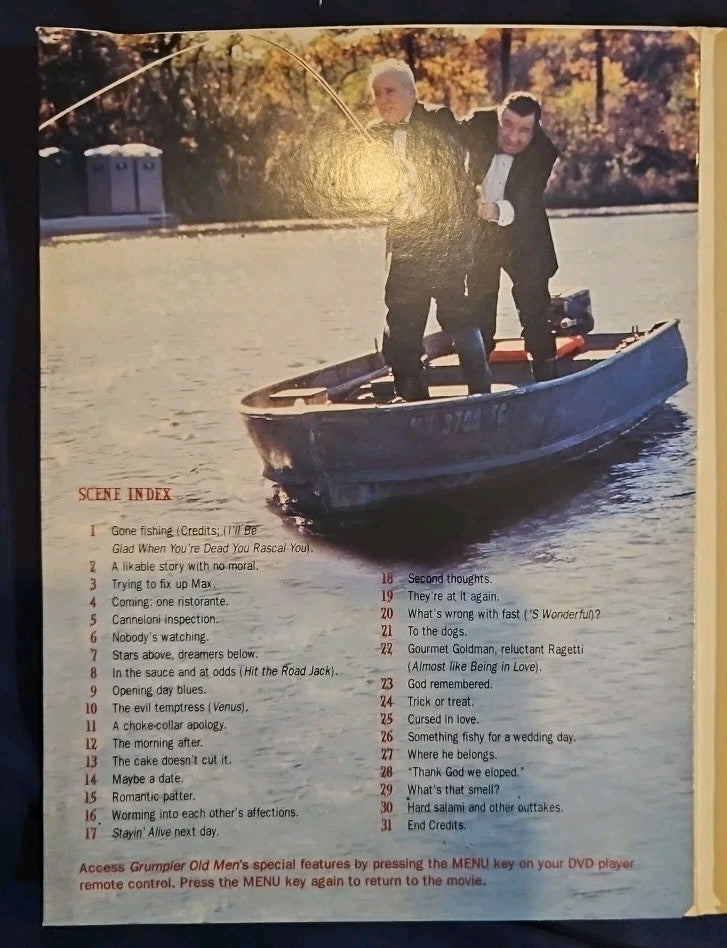 MN 3708 FC
SCENE INDEX
1 Gone fishing (Credits; (I'll Be
Glad When You're Dead You Rascal You).
2 A likable story with no moral.
3 Trying to fix up Max.
4 Coming: one ristorante.
5 Canneloni inspection.
6 Nobody's watching.
7 Stars above, dreamers below.
8 In the sauce and at odds (Hit the Road Jack).
9 Opening day blues.
10 The evil temptress (Venus).
11 A choke-collar apology.
12 The morning after.
13 The cake doesn't cut it.
14 Maybe a date.
15 Romantic patter.
16 Worming into each other's affections.
17 Stayin' Alive next day.
18 Second thoughts.
19 They're at it again.
20 What's wrong with fast ('S Wonderful)?
21 To the dogs.
22 Gourmet Goldman, reluctant Ragetti
(Almost like Being in Love).
23 God remembered.
24 Trick or treat.
25 Cursed in love.
26 Something fishy for a wedding day.
27 Where he belongs.
28 "Thank God we eloped."
29 What's that smell?
30 Hard salami and other outtakes.
31 End Credits.
Access Grumpier Old Men's special features by pressing the MENU key on your DVD player
remote control. Press the MENU key again to return to the movie.